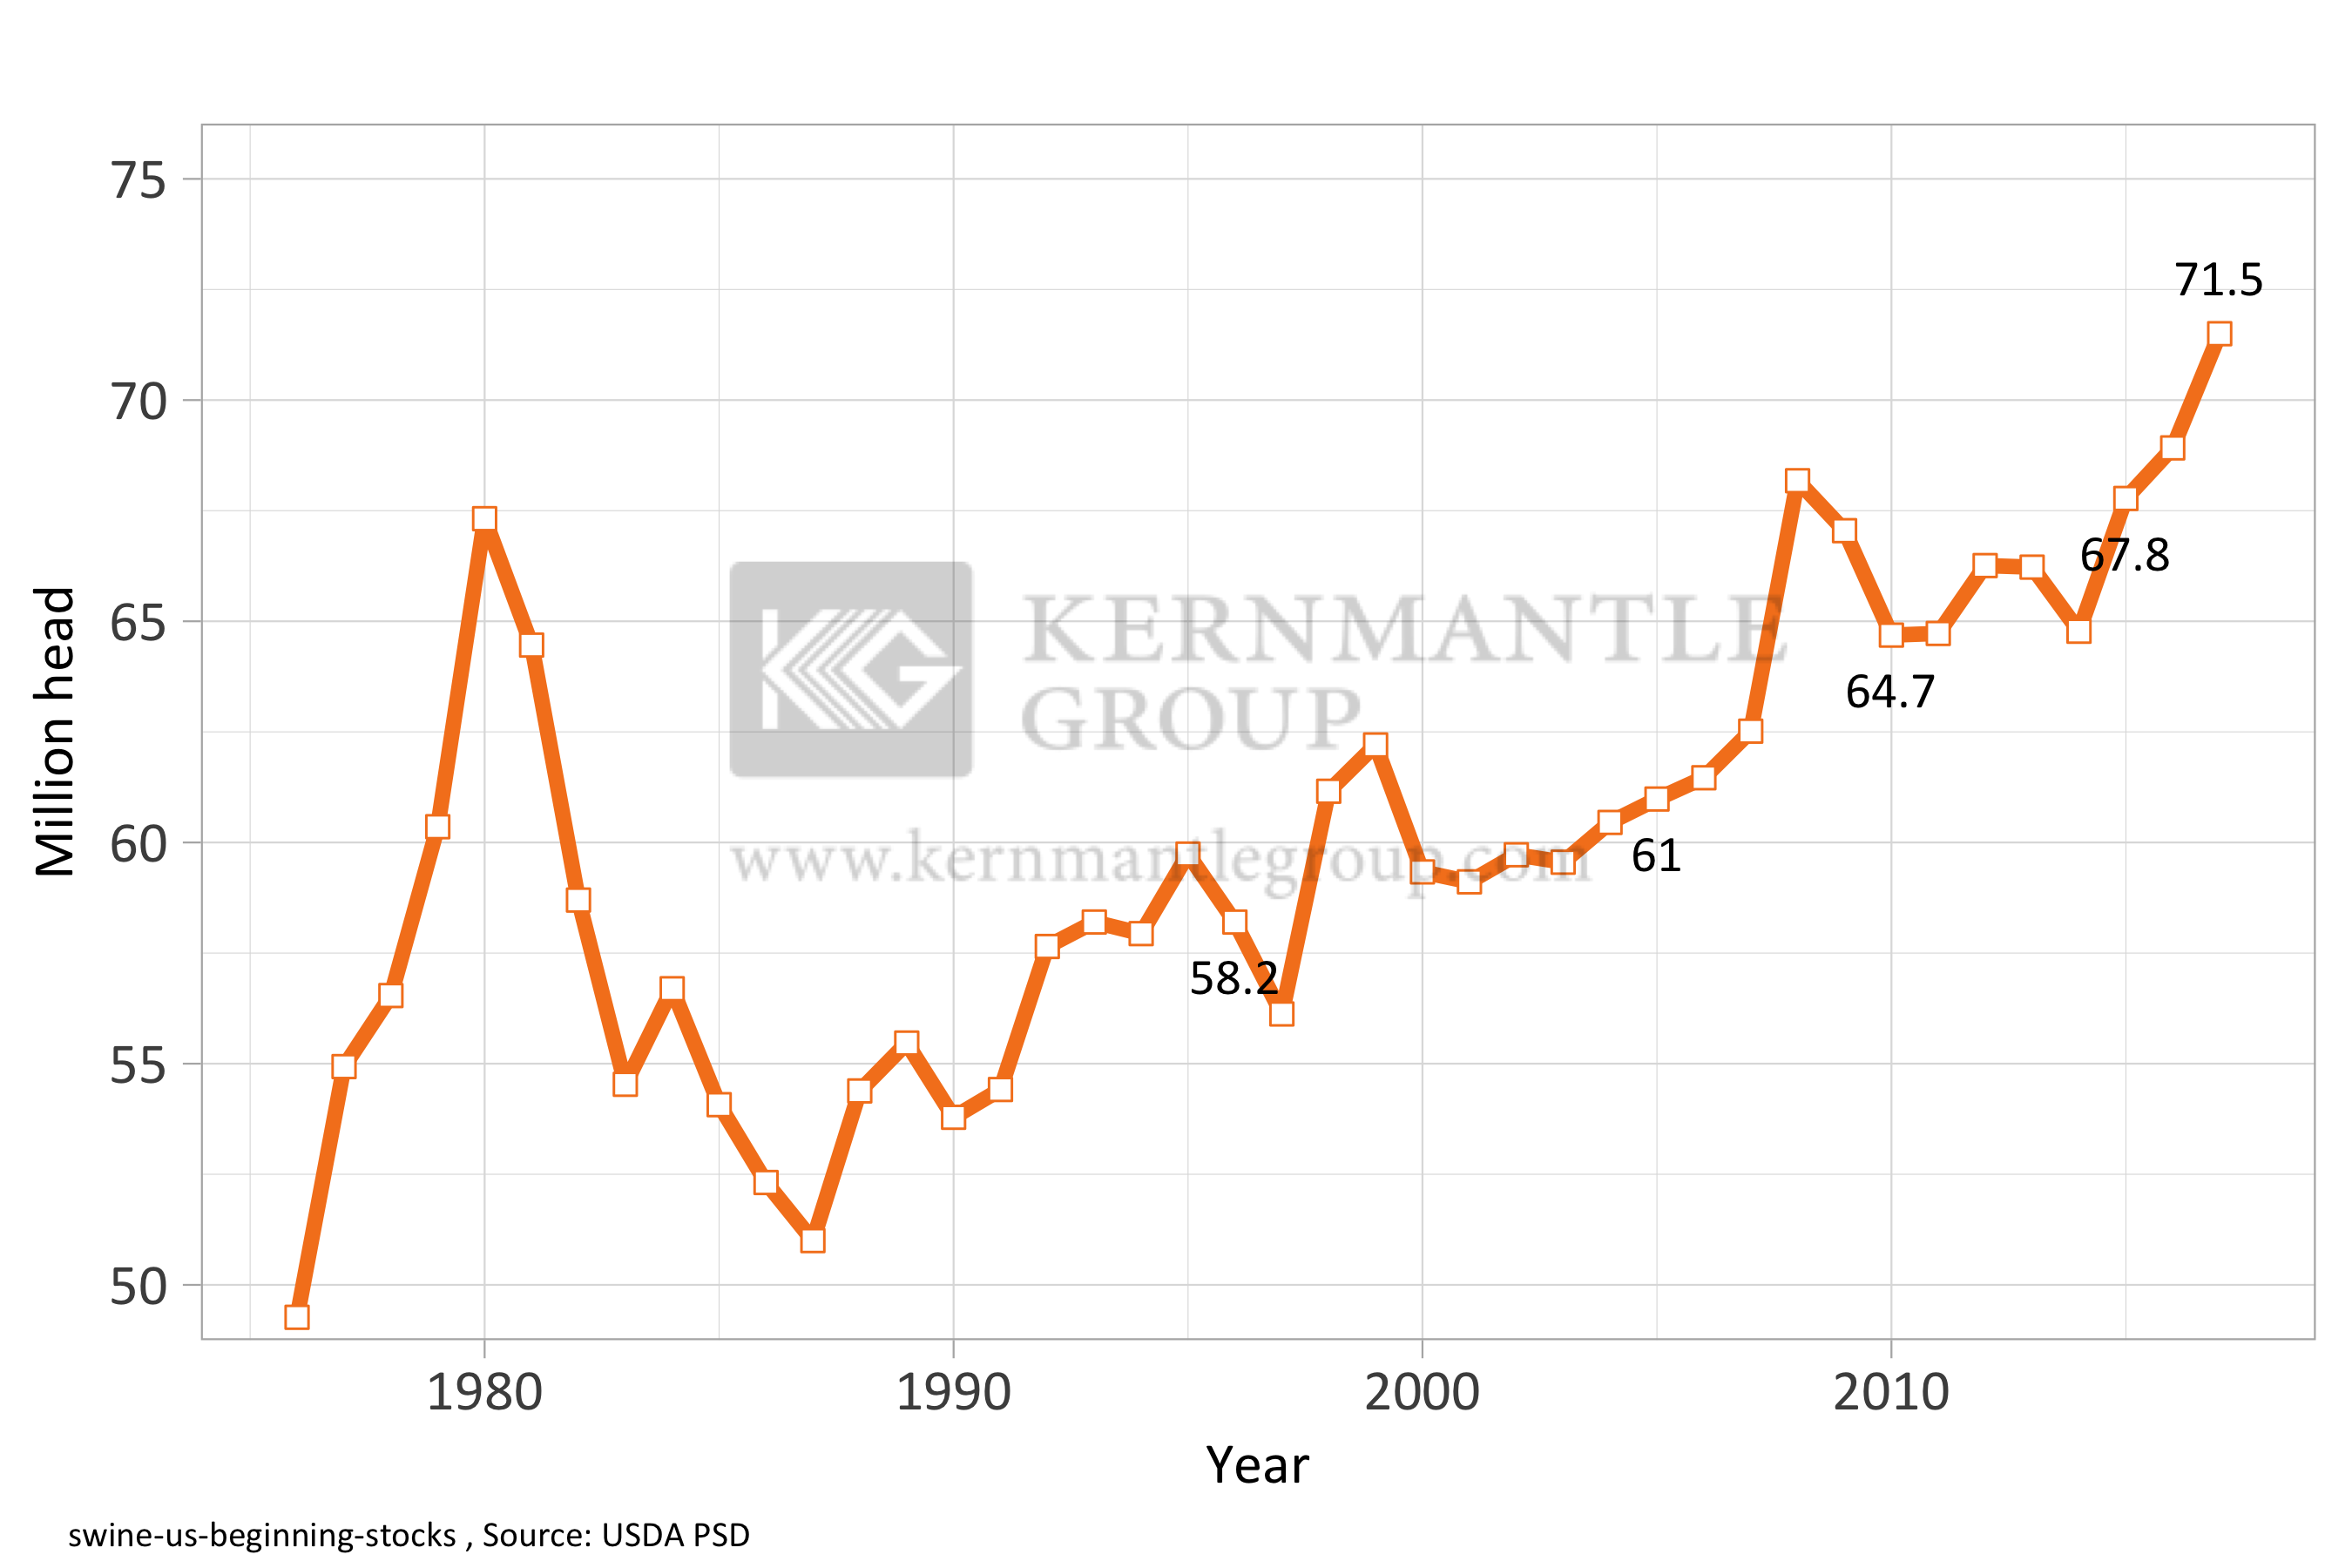 75
71.5
70
67.8
65
64.7
KERNMANTLE
GROUP
KG
www.kernmantlegroup.com
60
61
58.2
55
50
Million head
1980 1990 2000 2010
Year
swine-us-beginning-stocks , Source: USDA PSD